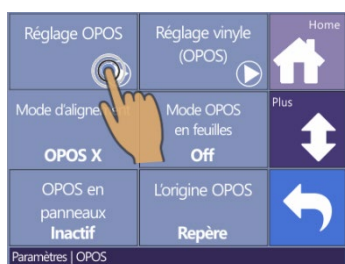 Réglage OPOS
Réglage vinyle
(OPOS)
Home
Mode d'alignement
OPOS X
Mode OPOS
en feuilles
Off
Plus
OPOS en
panneaux
Inactif
L'origine OPOS
Repère
Paramètres | OPOS